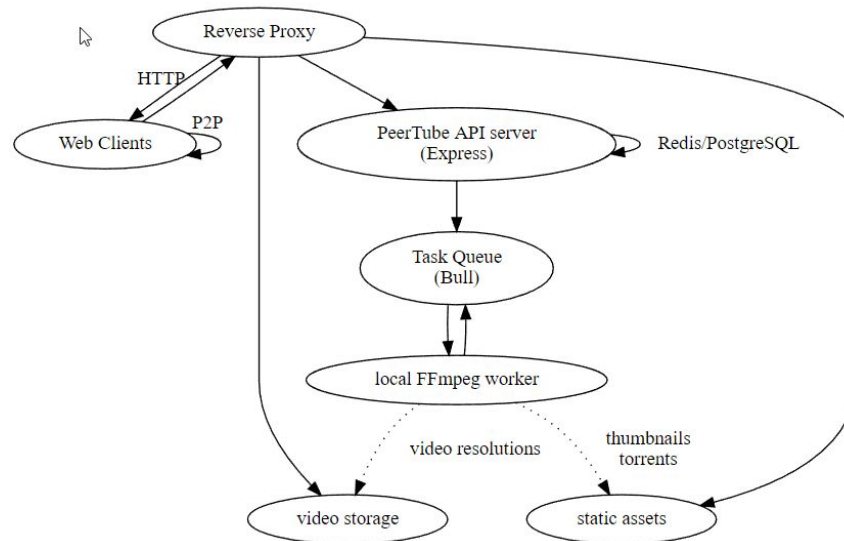 Reverse Proxy
HTTP
P2P
Web Clients
PeerTube API server
(Express)
Redis/PostgreSQL
Task Queue
(Bull)
local FFmpeg worker
video resolutions
thumbnails
torrents
video storage
static assets